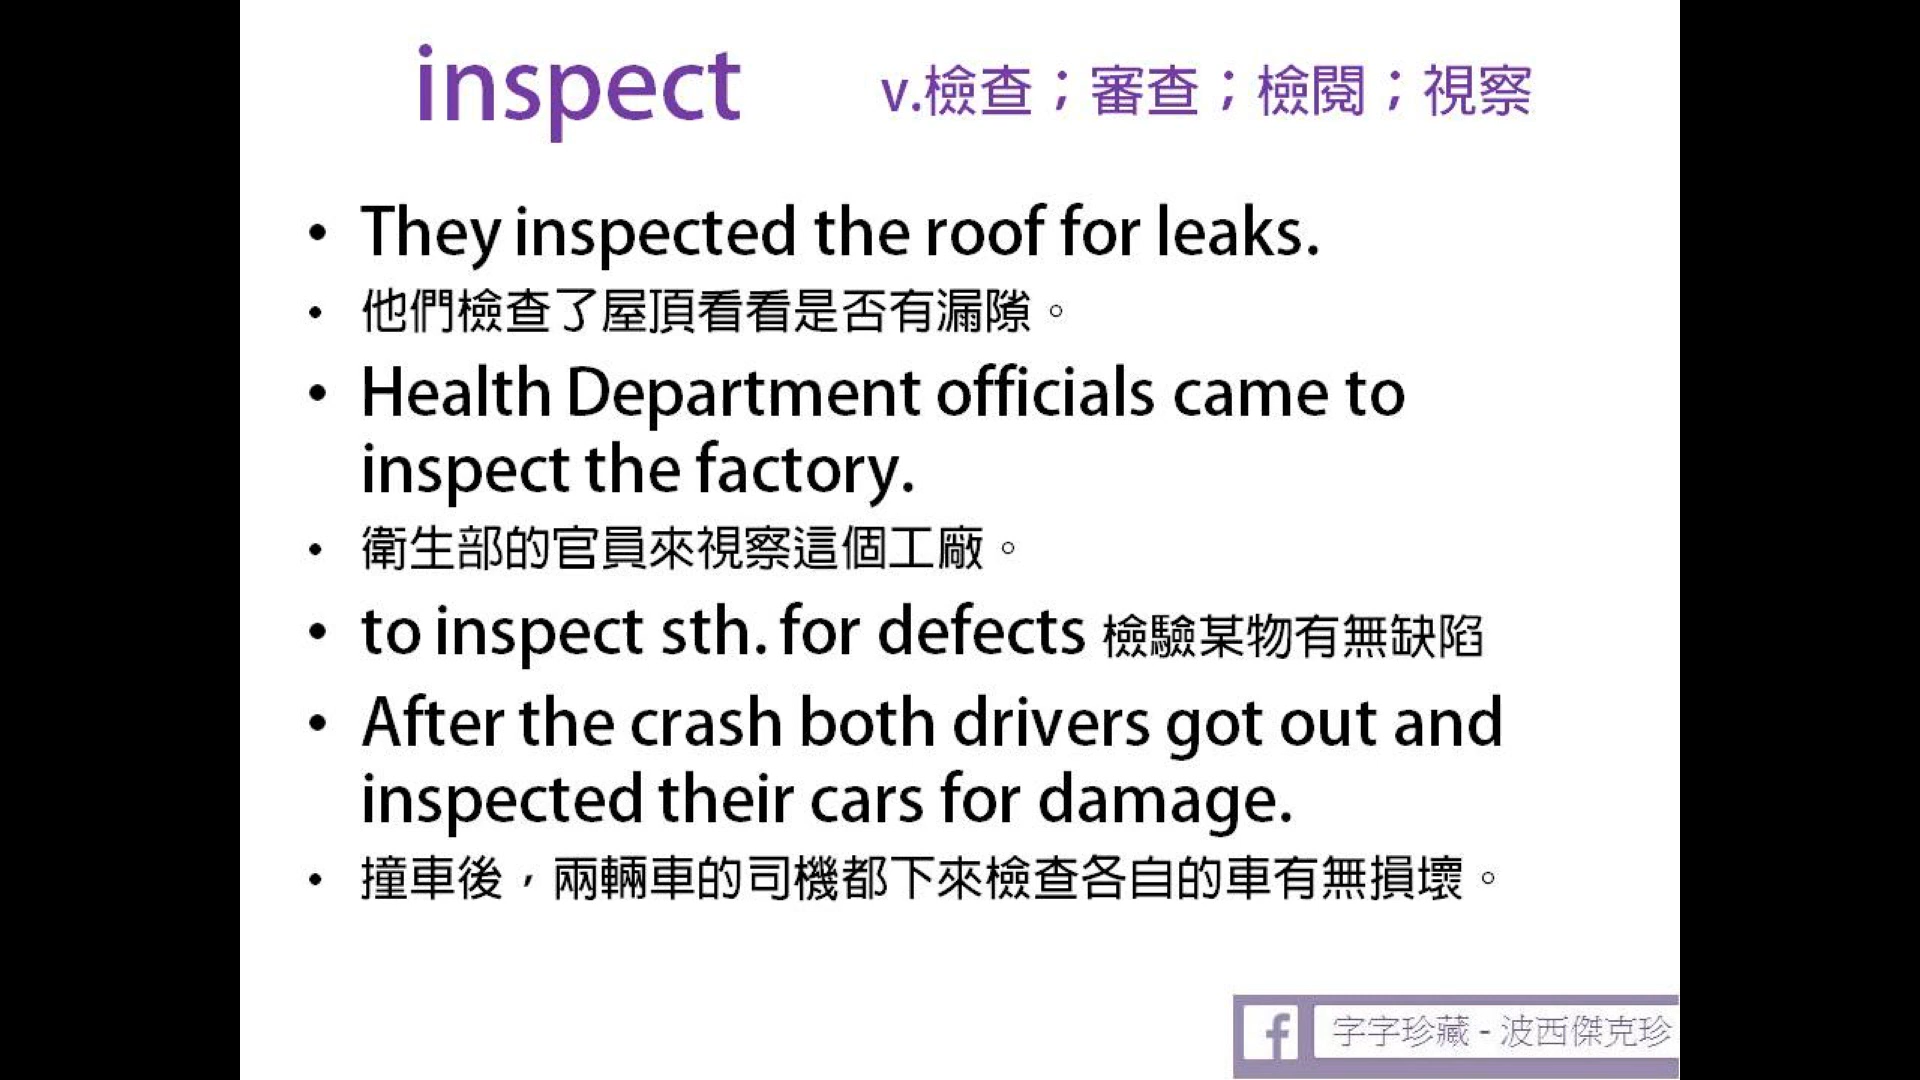 inspect v.檢查；審查；檢閱；視察
• They inspected the roof for leaks.
• 他們檢查了屋頂看看是否有漏隙。
• Health Department officials came to
inspect the factory.
• 衛生部的官員來視察這個工廠。
• to inspect sth. for defects 檢驗某物有無缺陷
• After the crash both drivers got out and
inspected their cars for damage.
• 撞車後，兩輛車的司機都下來檢查各自的車有無損壞。
f 字字珍藏 - 波西傑克珍